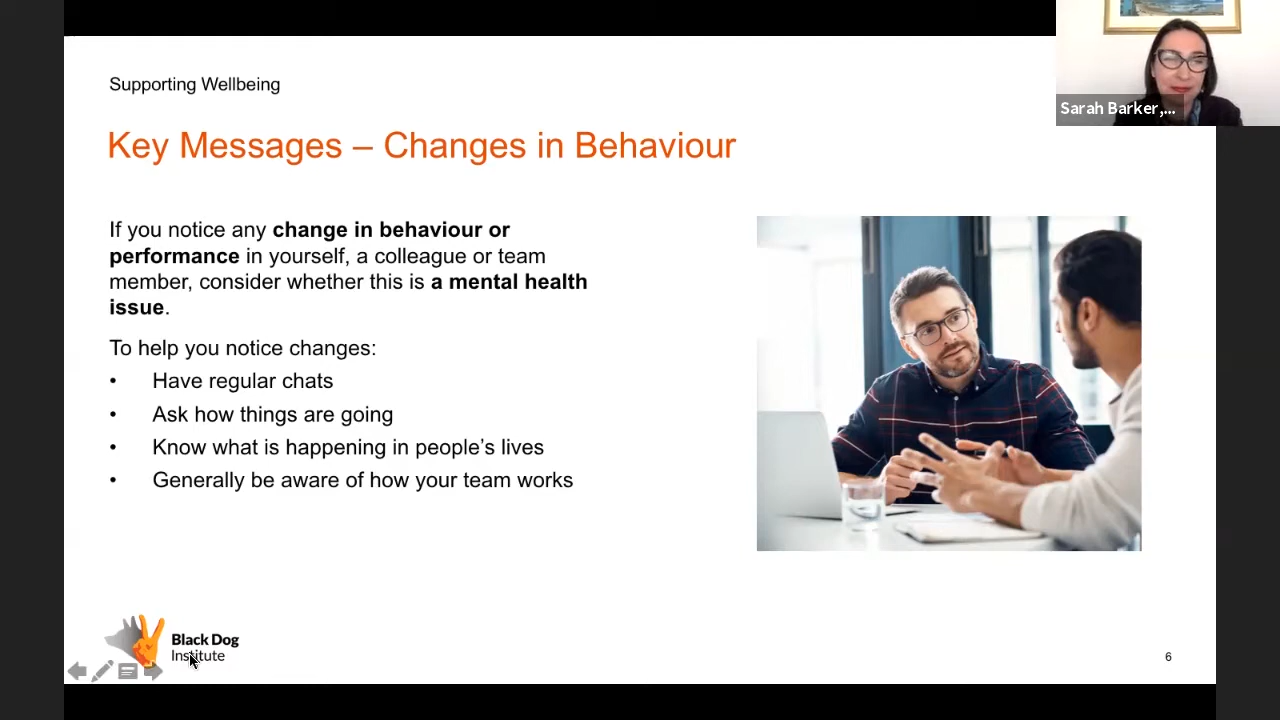 Supporting Wellbeing
Sarah Barker,...
Key Messages – Changes in Behaviour
If you notice any change in behaviour or
performance in yourself, a colleague or team
member, consider whether this is a mental health
issue.
To help you notice changes:
• Have regular chats
• Ask how things are going
• Know what is happening in people’s lives
• Generally be aware of how your team works
Black Dog
Institute
6